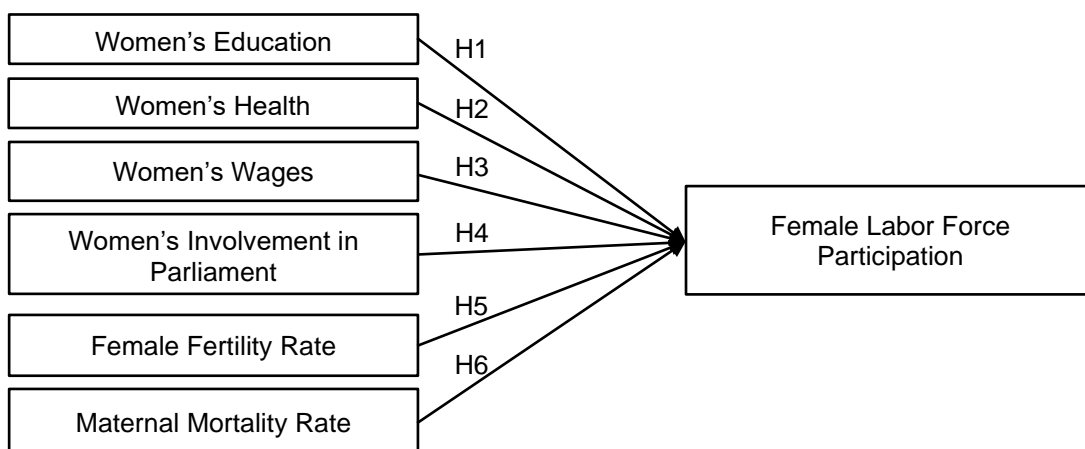 Women’s Education
H1
Women’s Health
H2
Women’s Wages
H3
Women’s Involvement in
Parliament
H4
Female Fertility Rate
H5
Maternal Mortality Rate
H6
Female Labor Force
Participation